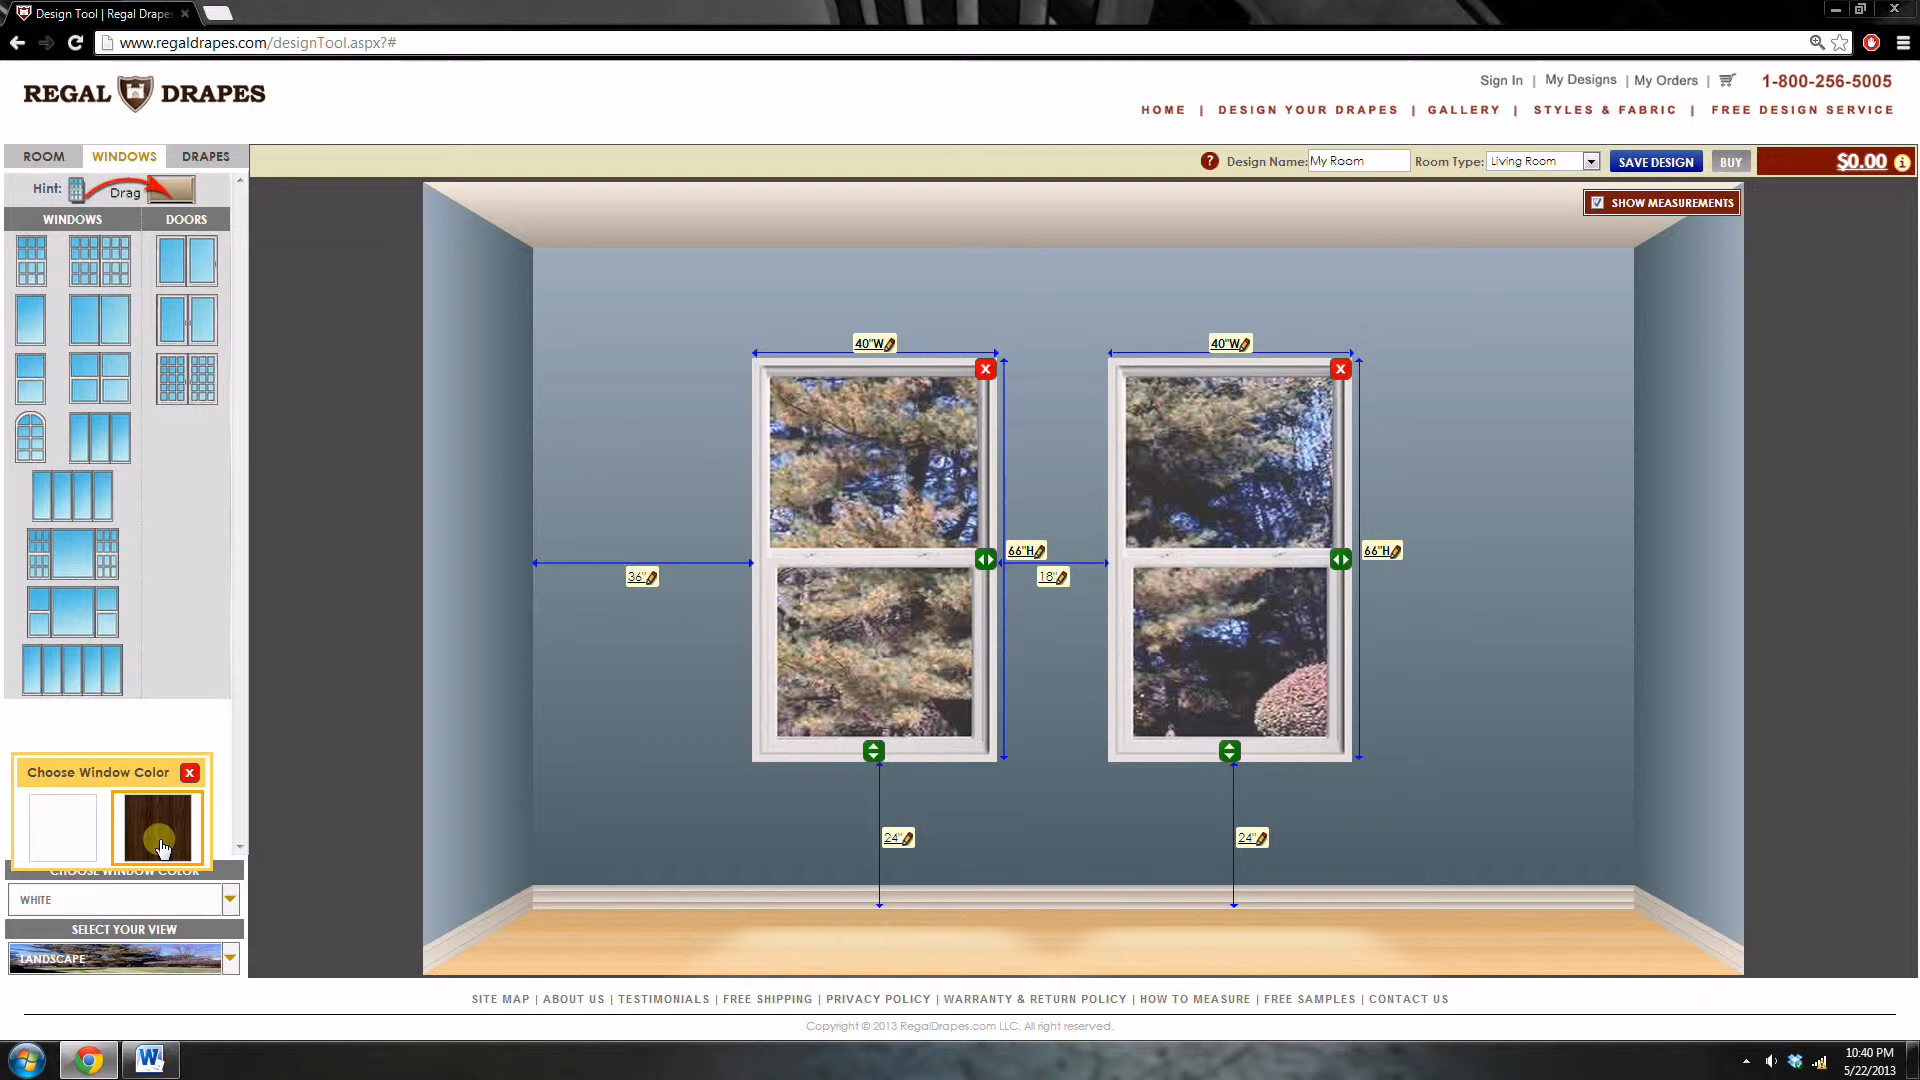 Design Tool | Regal Drapes
www.regaldrapes.com/designTool.aspx?#
REGAL DRAPES
Sign In | My Designs | My Orders |
1-800-256-5005
HOME | DESIGN YOUR DRAPES | GALLERY | STYLES & FABRIC | FREE DESIGN SERVICE
ROOM WINDOWS DRAPES
? Design Name: My Room Room Type: Living Room SAVE DESIGN BUY $0.00 i
Hint: Drag
SHOW MEASUREMENTS
WINDOWS DOORS
40"W 40"W
X X
66"H 66"H
36" 18"
Choose Window Color X
24" 24"
CHOOSE WINDOW COLOR
WHITE
SELECT YOUR VIEW
LANDSCAPE
SITE MAP | ABOUT US | TESTIMONIALS | FREE SHIPPING | PRIVACY POLICY | WARRANTY & RETURN POLICY | HOW TO MEASURE | FREE SAMPLES | CONTACT US
Copyright © 2013 RegalDrapes.com LLC. All right reserved.
10:40 PM
5/22/2013